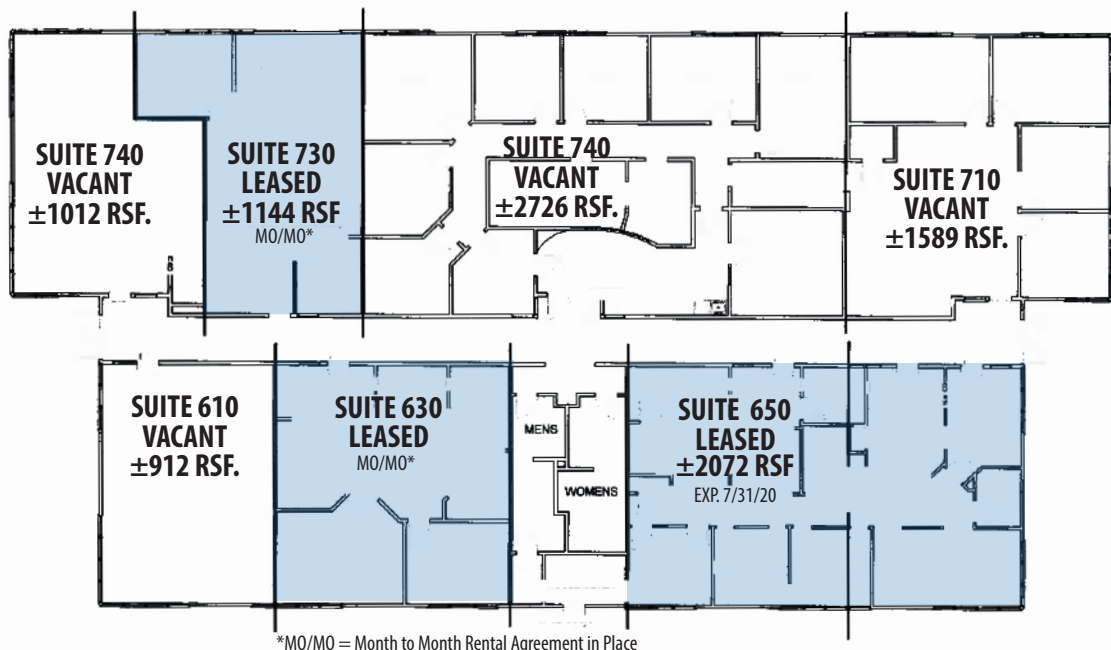 SUITE 740
VACANT
±1012 RSF.
SUITE 730
LEASED
±1144 RSF
MO/MO*
SUITE 740
VACANT
±2726 RSF.
SUITE 710
VACANT
±1589 RSF.
SUITE 610
VACANT
±912 RSF.
SUITE 630
LEASED
MO/MO*
MENS
WOMENS
SUITE 650
LEASED
±2072 RSF
EXP. 7/31/20
*MO/MO = Month to Month Rental Agreement in Place